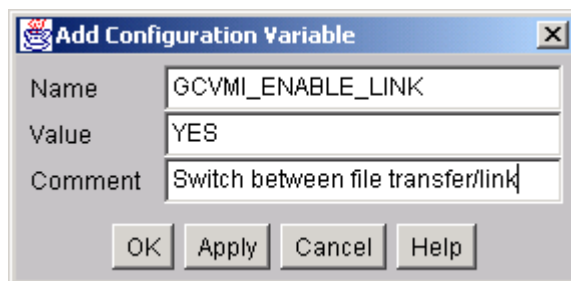 Add Configuration Variable
Name GCVMI_ENABLE_LINK
Value YES
Comment Switch between file transfer/link
OK Apply Cancel Help